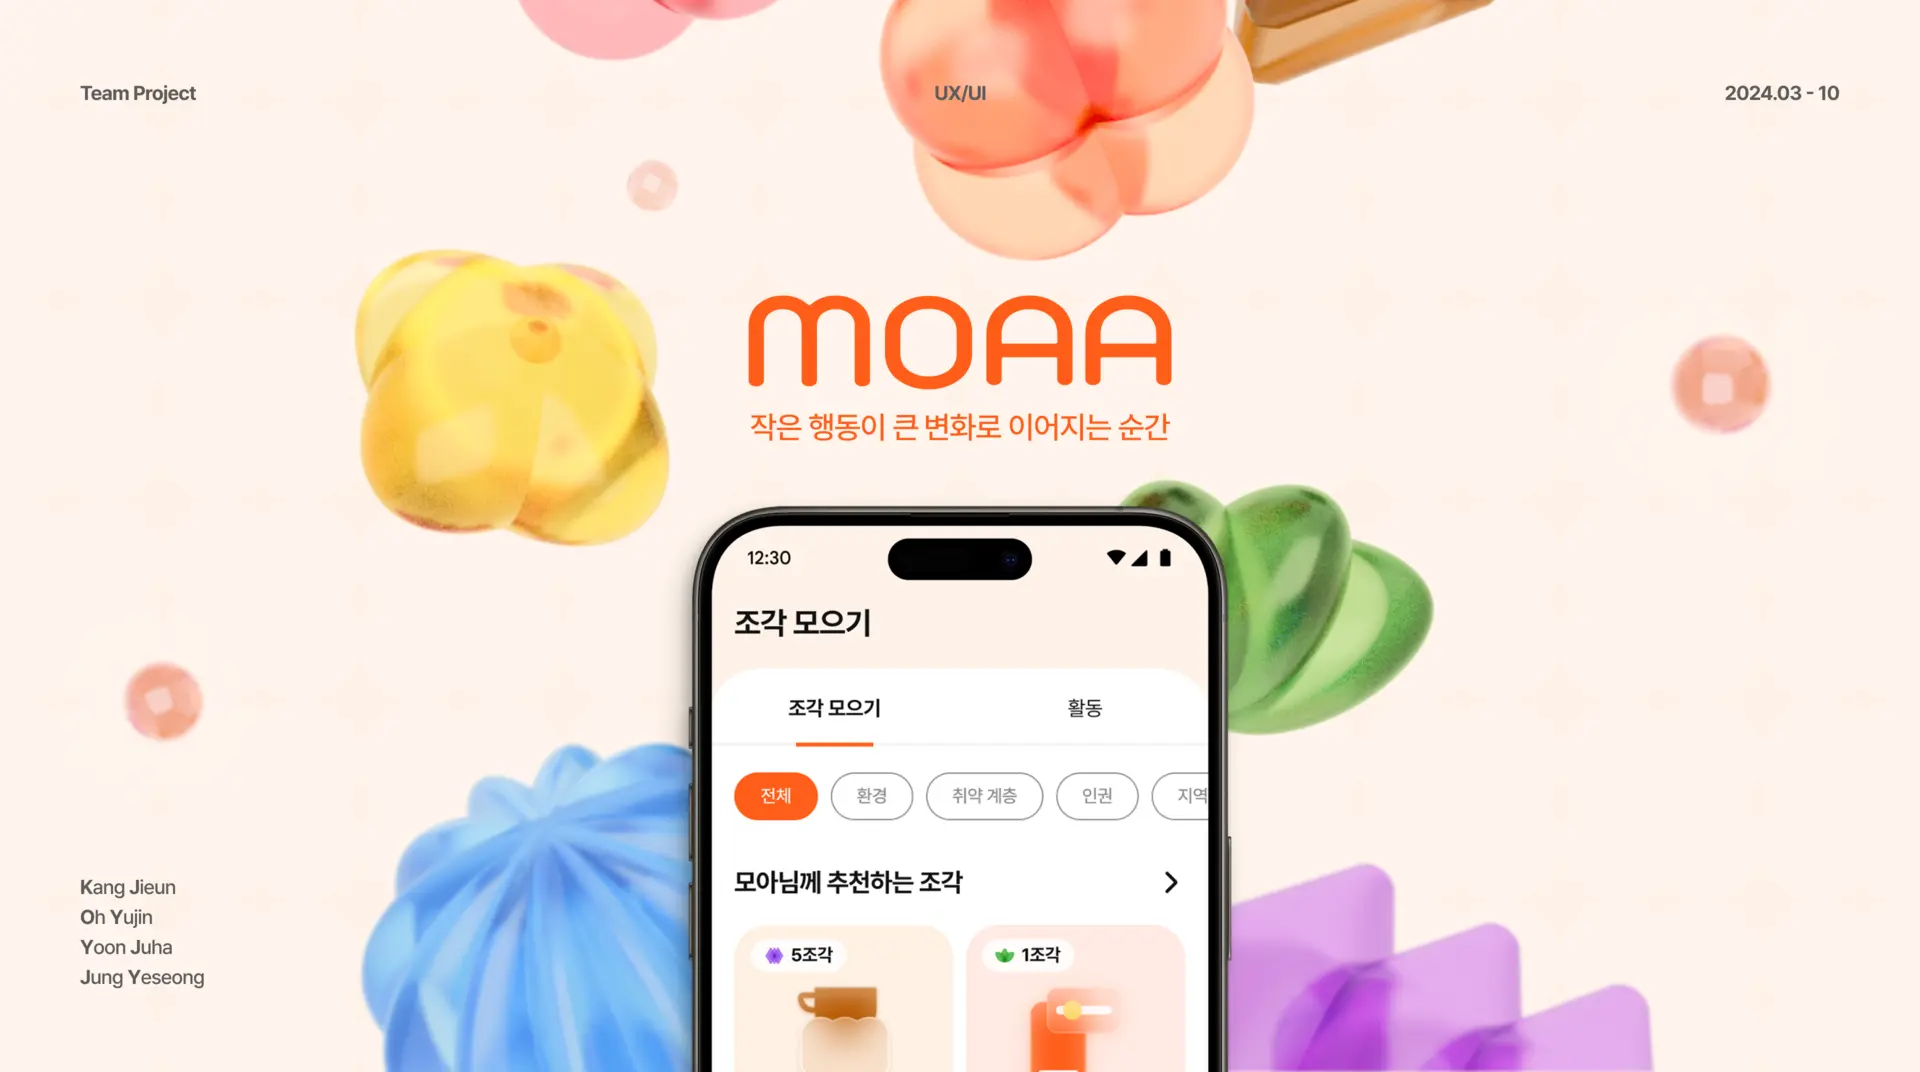 Team Project
UX/UI
2024.03 - 10
MOAA
작은 행동이 큰 변화로 이어지는 순간
12:30
조각 모으기
조각 모으기
활동
전체
환경
취약 계층
인권
지역
모아님께 추천하는 조각
5조각
1조각
Kang Jieun
Oh Yujin
Yoon Juha
Jung Yeseong